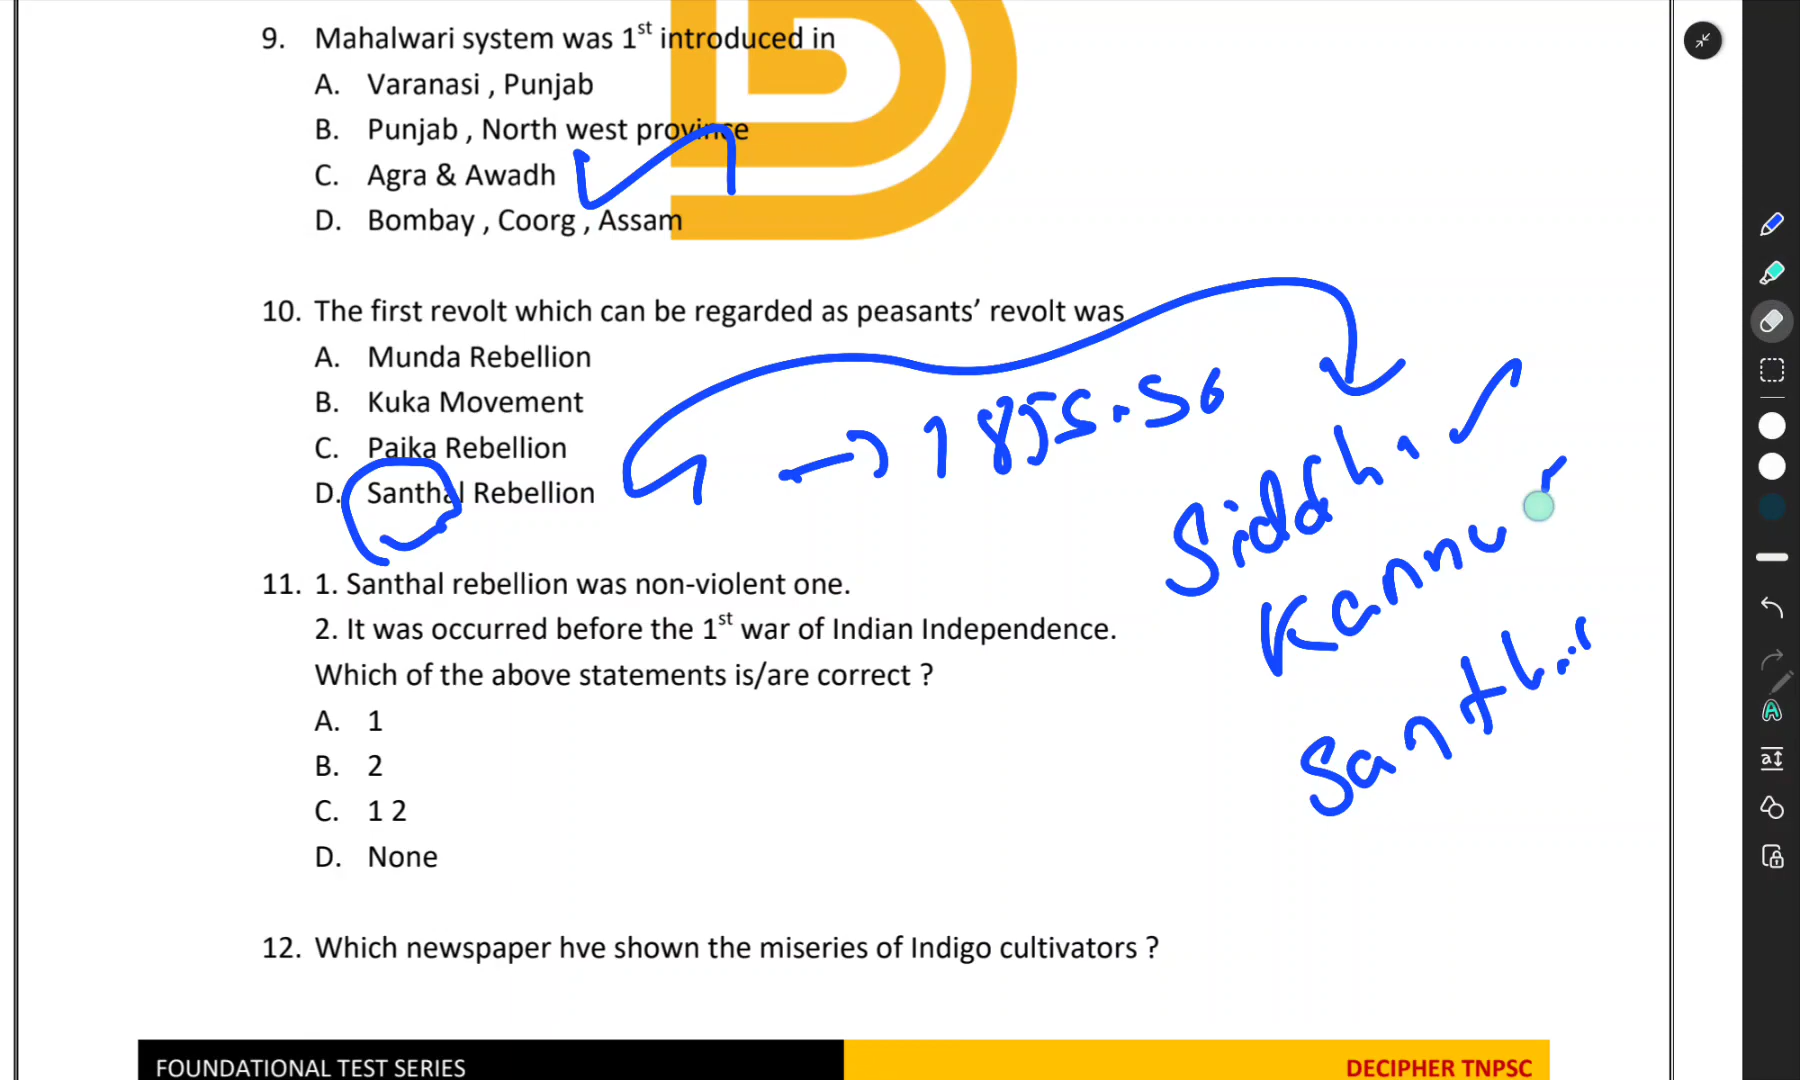 9. Mahalwari system was 1st introduced in
A. Varanasi , Punjab
B. Punjab , North west province
C. Agra & Awadh
D. Bombay , Coorg , Assam
10. The first revolt which can be regarded as peasants’ revolt was
A. Munda Rebellion
B. Kuka Movement
C. Paika Rebellion
D. Santhal Rebellion
→ 1855-56
Siddh
Kannu
Santh..
11. 1. Santhal rebellion was non-violent one.
2. It was occurred before the 1st war of Indian Independence.
Which of the above statements is/are correct ?
A. 1
B. 2
C. 1 2
D. None
12. Which newspaper hve shown the miseries of Indigo cultivators ?
FOUNDATIONAL TEST SERIES
DECIPHER TNPSC